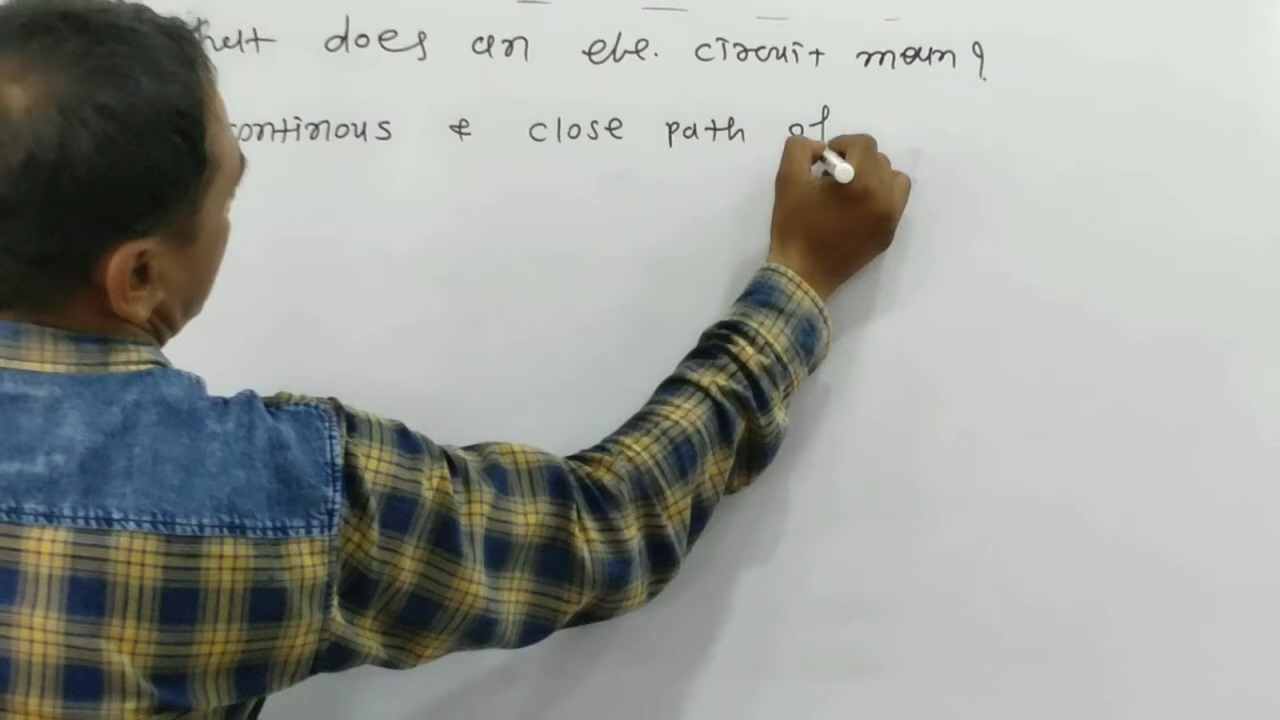 what does an ele. circuit mean?
continous & close path of